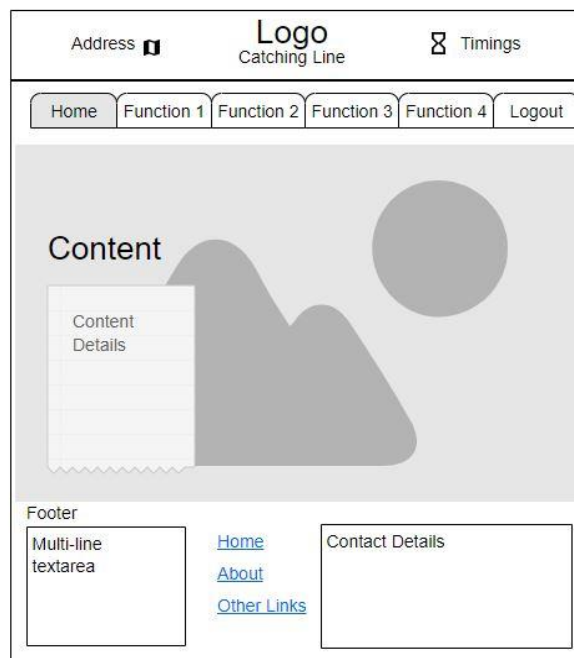 Address
Logo
Catching Line
Timings
Home
Function 1
Function 2
Function 3
Function 4
Logout
Content
Content
Details
Footer
Multi-line
textarea
Home
About
Other Links
Contact Details